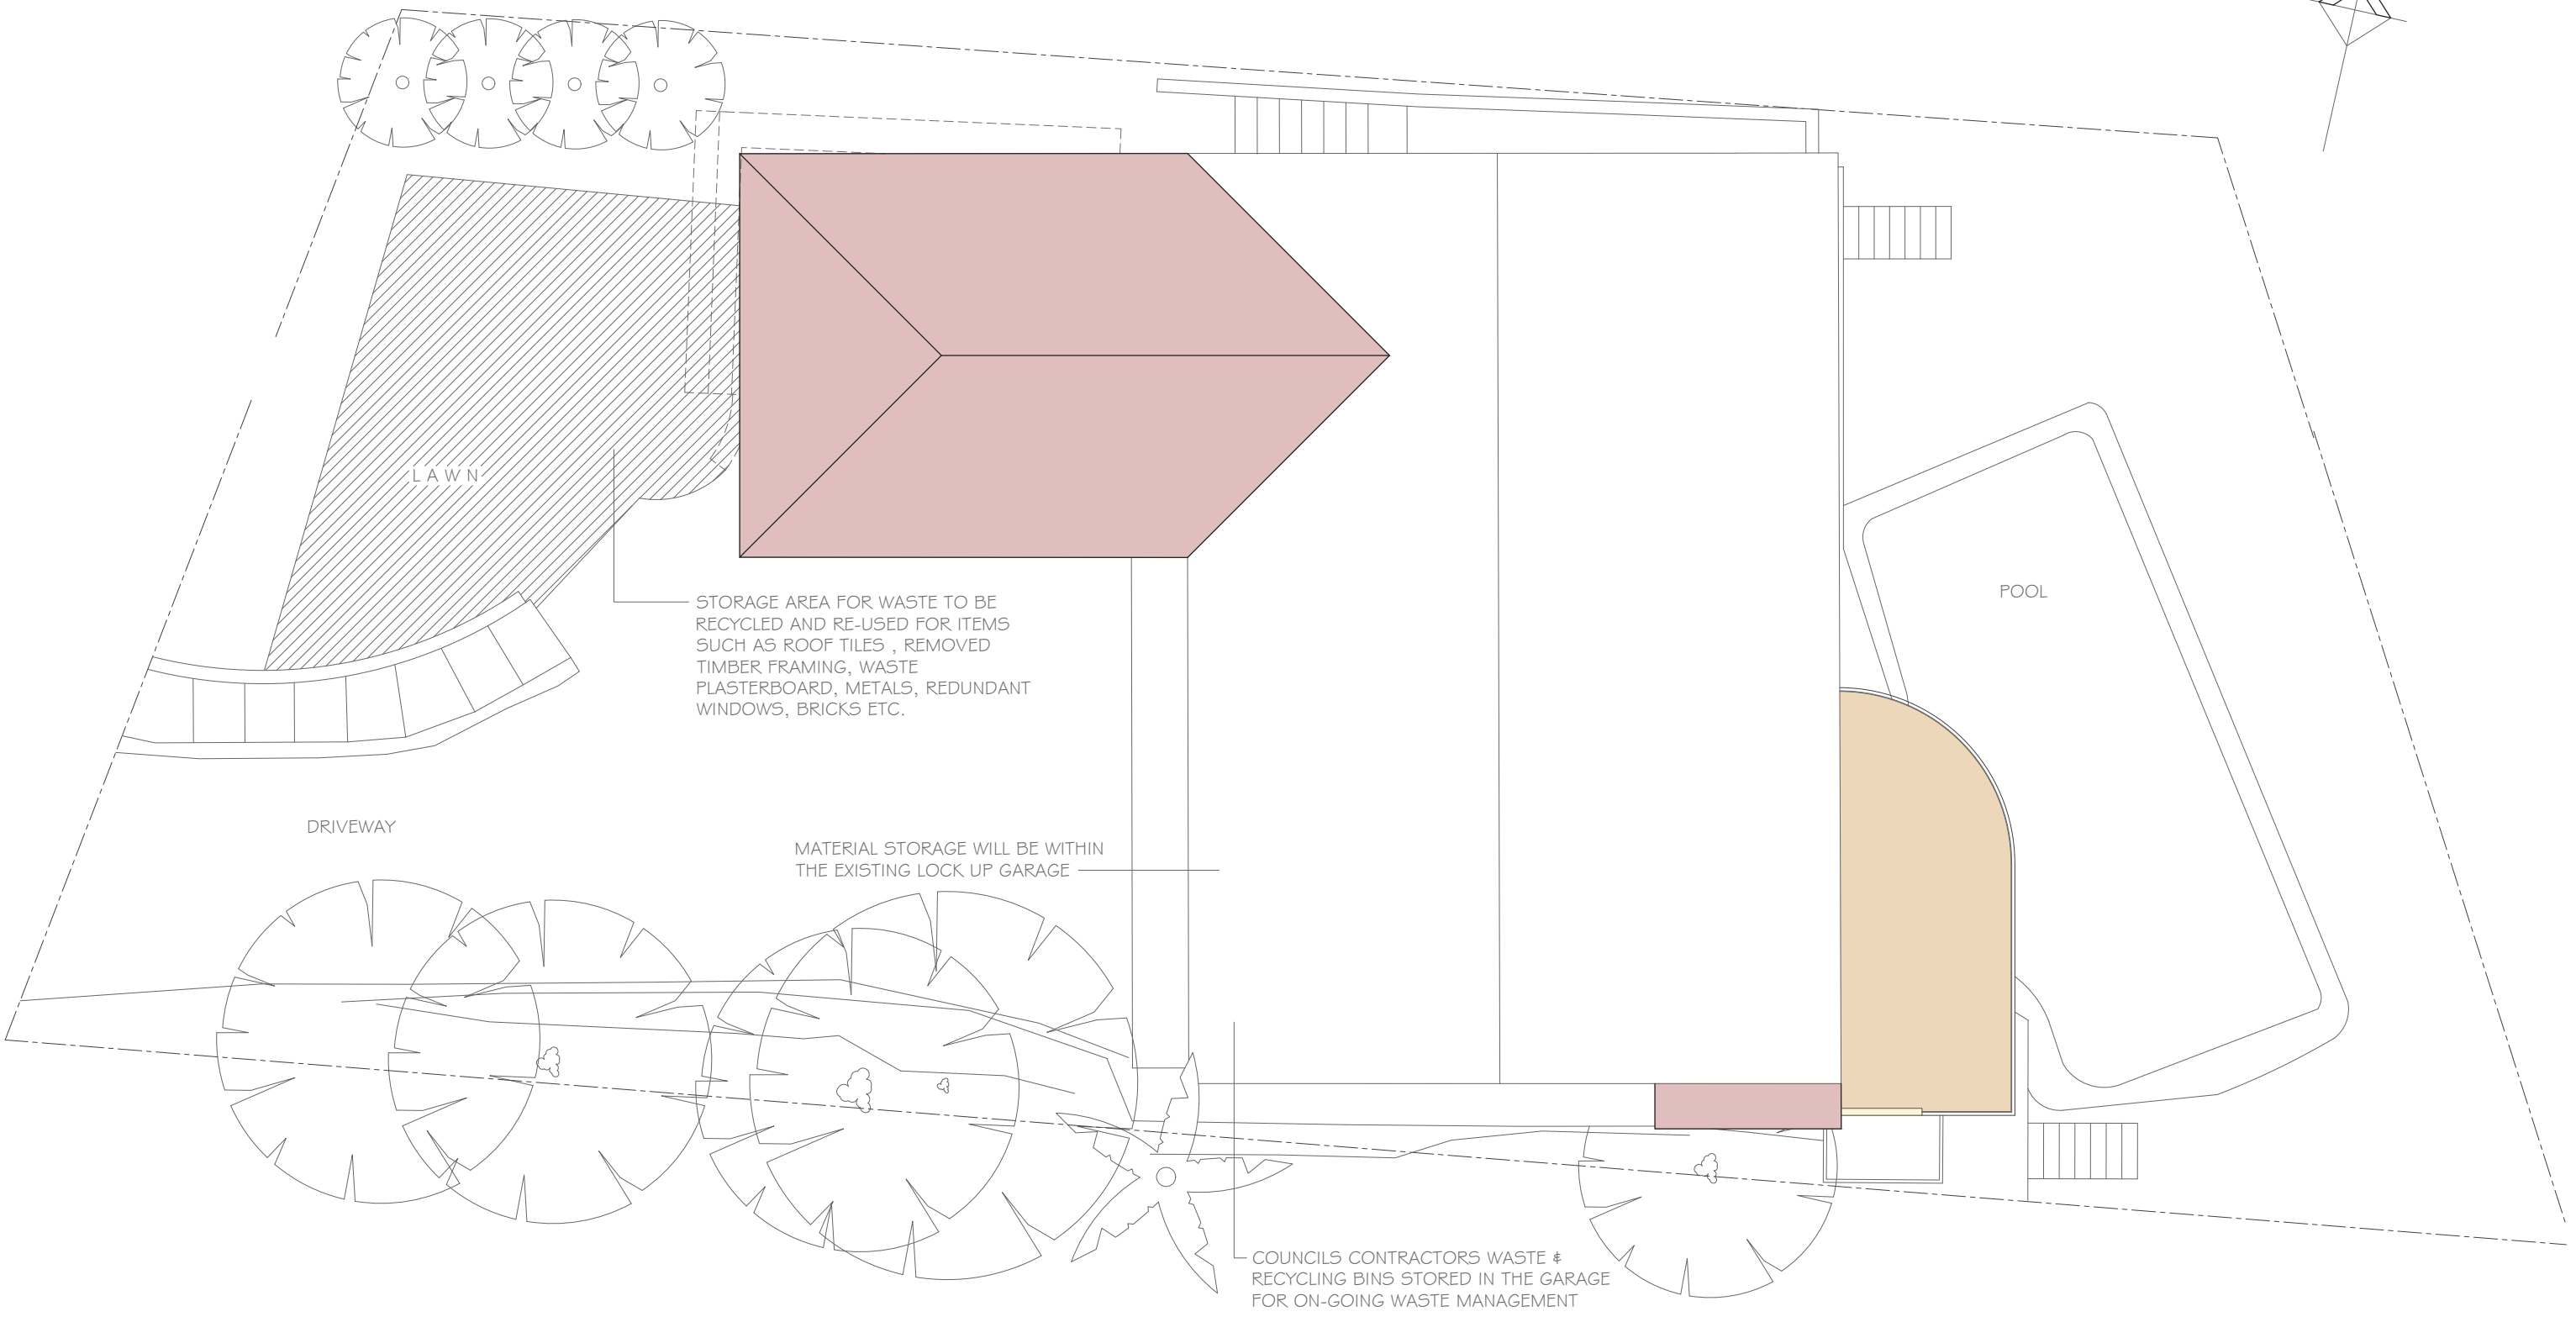 L A W N
POOL
STORAGE AREA FOR WASTE TO BE
RECYCLED AND RE-USED FOR ITEMS
SUCH AS ROOF TILES , REMOVED
TIMBER FRAMING, WASTE
PLASTERBOARD, METALS, REDUNDANT
WINDOWS, BRICKS ETC.
DRIVEWAY
MATERIAL STORAGE WILL BE WITHIN
THE EXISTING LOCK UP GARAGE
COUNCILS CONTRACTORS WASTE &
RECYCLING BINS STORED IN THE GARAGE
FOR ON-GOING WASTE MANAGEMENT